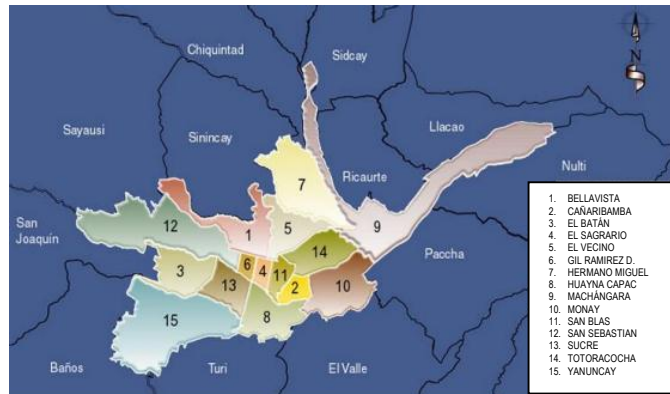 Chiquintad
Sidcay
N
Sayausi
Sinincay
Llacao
Ricaurte
Nulti
San
Joaquín
Paccha
Baños
Turi
El Valle
7
12
1
5
9
14
6
4
11
3
13
2
10
15
8
1. BELLAVISTA
2. CAÑARIBAMBA
3. EL BATÁN
4. EL SAGRARIO
5. EL VECINO
6. GIL RAMIREZ D.
7. HERMANO MIGUEL
8. HUAYNA CAPAC
9. MACHÁNGARA
10. MONAY
11. SAN BLAS
12. SAN SEBASTIAN
13. SUCRE
14. TOTORACOCHA
15. YANUNCAY